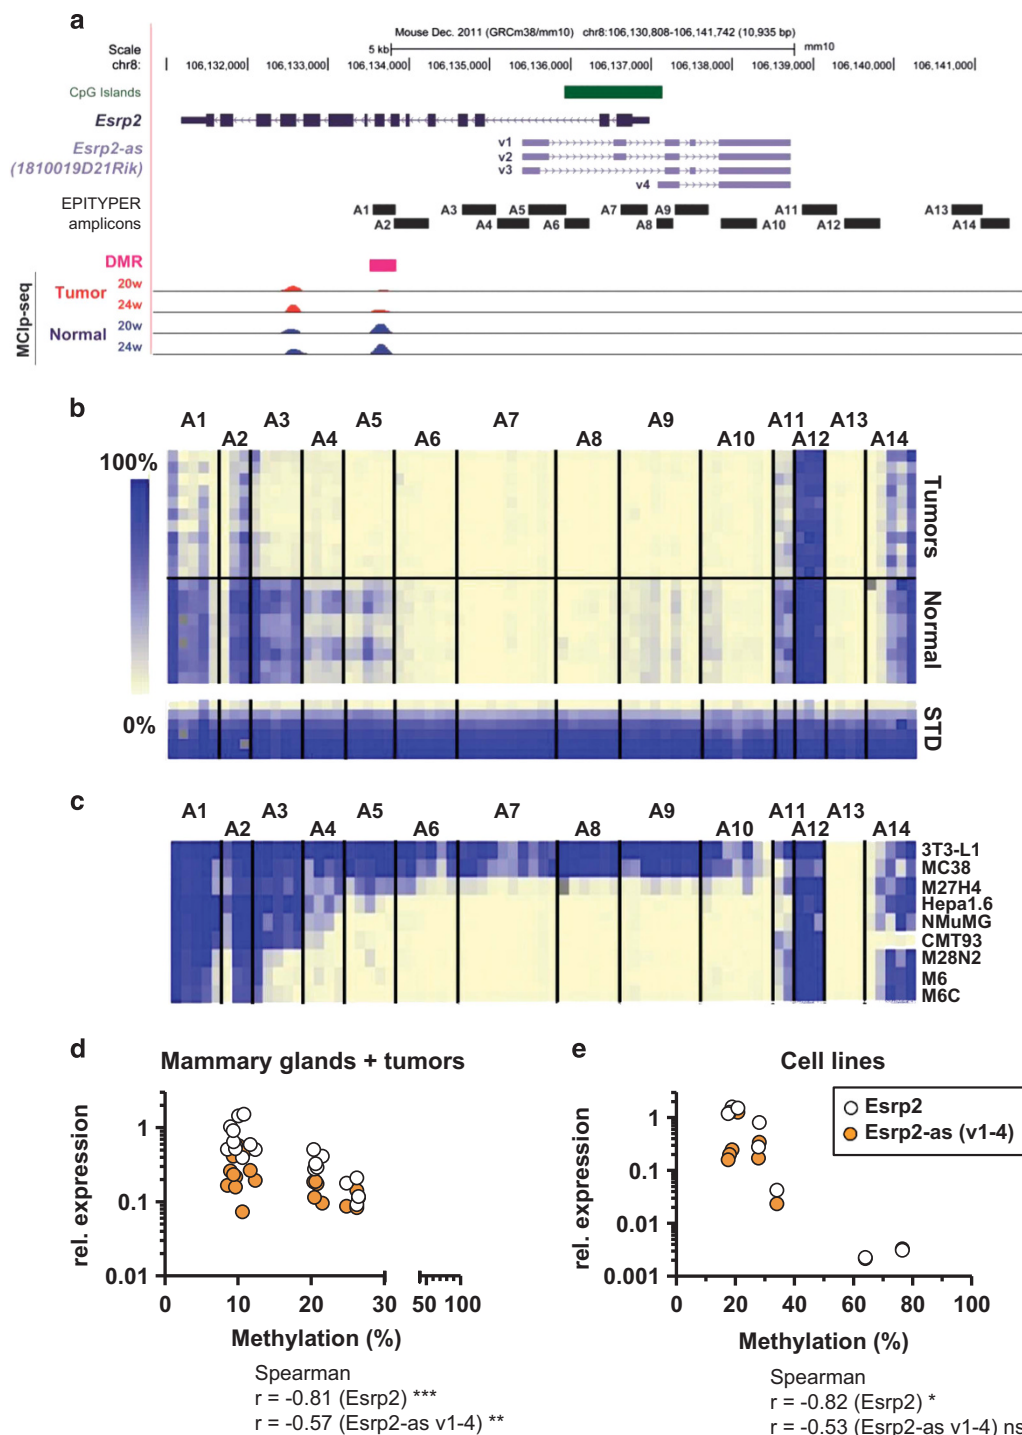 a
Mouse Dec. 2011 (GRCm38/mm10) chr8:106,130,808-106,141,742 (10,935 bp)
Scale 5 kb mm10
chr8: 106,132,000 106,133,000 106,134,000 106,135,000 106,136,000 106,137,000 106,138,000 106,139,000 106,140,000 106,141,000
CpG Islands
Esrp2
Esrp2-as
(1810019D21Rik)
v1
v2
v3
v4
EPITYPER
amplicons
A1 A3 A5 A7 A9 A11 A13
A2 A4 A6 A8 A10 A12 A14
DMR
MCIp-seq
Tumor 20w
24w
Normal 20w
24w
b
A1 A3 A5 A7 A9 A11 A13
A2 A4 A6 A8 A10 A12 A14
100%
0%
Tumors
Normal
STD
c
A1 A3 A5 A7 A9 A11 A13
A2 A4 A6 A8 A10 A12 A14
3T3-L1
MC38
M27H4
Hepa1.6
NMuMG
CMT93
M28N2
M6
M6C
d
Mammary glands + tumors
rel. expression
1
0.1
0.01
0 10 20 30 50 100
Methylation (%)
Spearman
r = -0.81 (Esrp2) ***
r = -0.57 (Esrp2-as v1-4) **
e
Cell lines
Esrp2
Esrp2-as (v1-4)
rel. expression
1
0.1
0.01
0.001
0 20 40 60 80 100
Methylation (%)
Spearman
r = -0.82 (Esrp2) *
r = -0.53 (Esrp2-as v1-4) ns